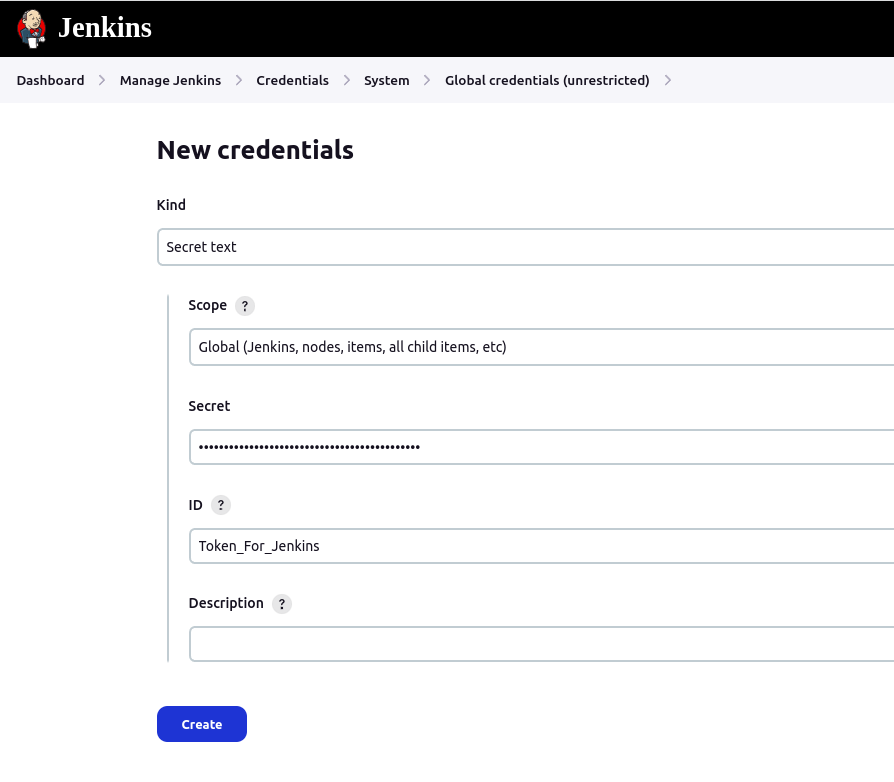 Jenkins
Dashboard > Manage Jenkins > Credentials > System > Global credentials (unrestricted) >
New credentials
Kind
Secret text
Scope ?
Global (Jenkins, nodes, items, all child items, etc)
Secret
••••••••••••••••••••••••••••••••••••••••••••
ID ?
Token_For_Jenkins
Description ?
Create